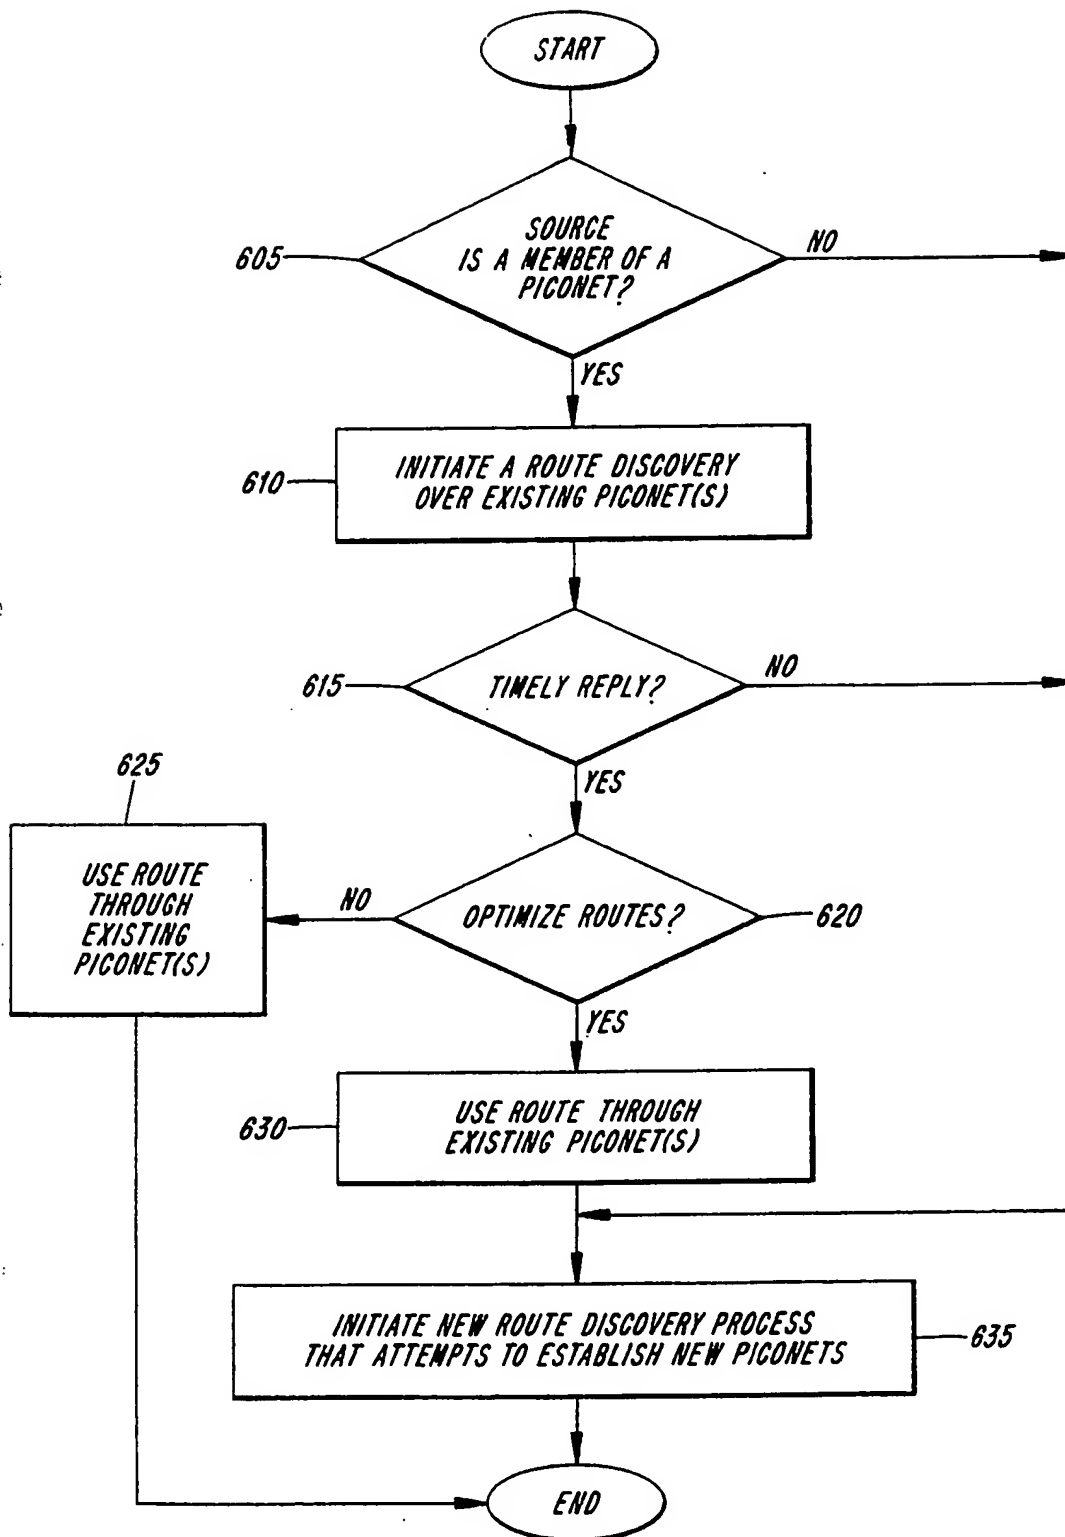 START
SOURCE
IS A MEMBER OF A
PICONET?
605
NO
YES
INITIATE A ROUTE DISCOVERY
OVER EXISTING PICONET(S)
610
TIMELY REPLY?
615
NO
YES
625
USE ROUTE
THROUGH
EXISTING
PICONET(S)
NO
OPTIMIZE ROUTES?
620
YES
USE ROUTE THROUGH
EXISTING PICONET(S)
630
INITIATE NEW ROUTE DISCOVERY PROCESS
THAT ATTEMPTS TO ESTABLISH NEW PICONETS
635
END